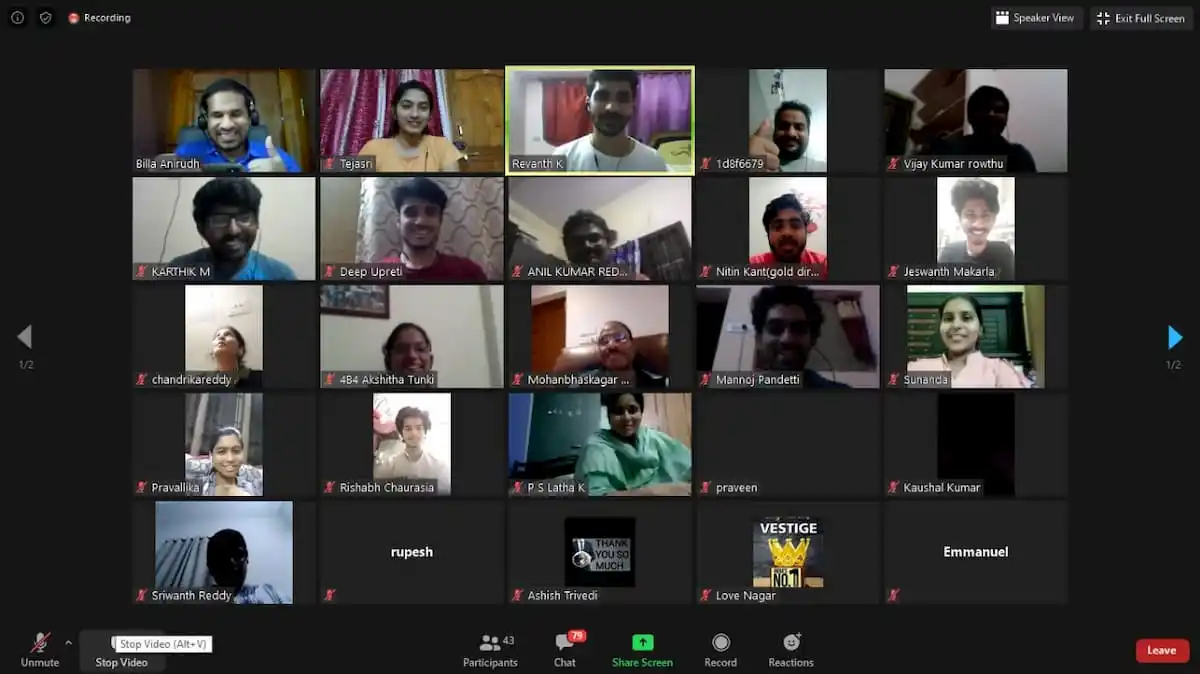 Recording
Speaker View
Exit Full Screen
Billa Anirudh
Tejasri
Revanth K
1d8f6679
Vijay Kumar rowthu
KARTHIK M
Deep Upreti
ANIL KUMAR RED...
Nitin Kant(gold dir...
Jeswanth Makarla
1/2
1/2
chandrikareddy
4B4 Akshitha Tunki
Mohanbhaskagar ...
Mannoj Pandetti
Sunanda
Pravallika
Rishabh Chaurasia
P S Latha K
praveen
Kaushal Kumar
Sriwanth Reddy
rupesh
THANK
YOU SO
MUCH
Ashish Trivedi
VESTIGE
NO.1
Love Nagar
Emmanuel
Unmute
Stop Video (Alt+V)
Stop Video
43
Participants
79
Chat
Share Screen
Record
Reactions
Leave